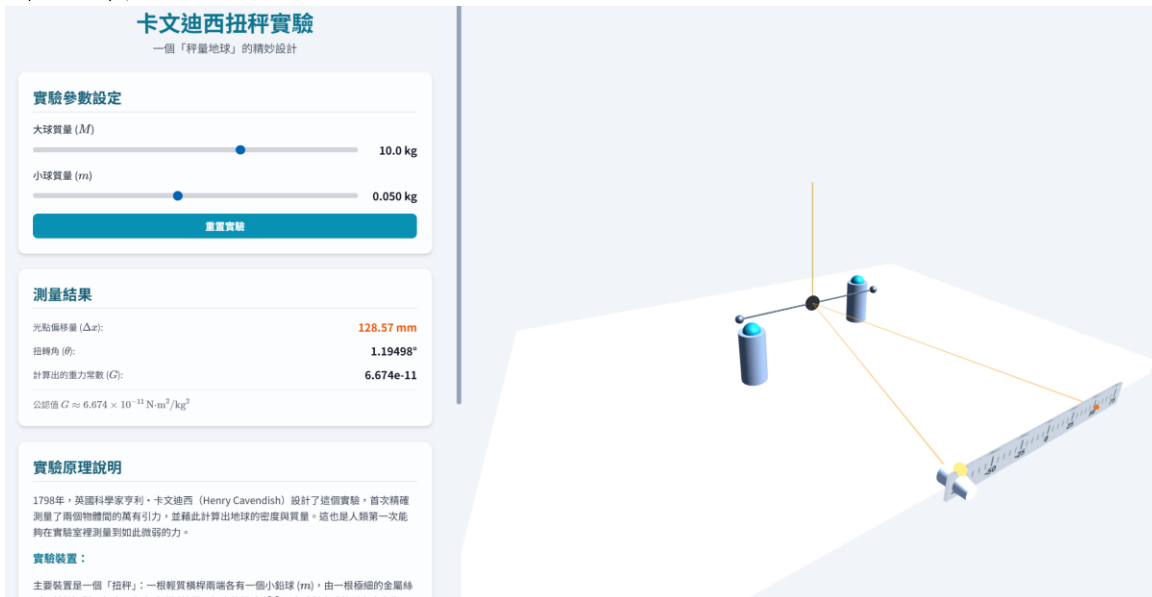 卡文迪西扭秤實驗
一個「秤量地球」的精妙設計
實驗參數設定
大球質量 (M)
10.0 kg
小球質量 (m)
0.050 kg
重置實驗
測量結果
光點偏移量 (Δx):
128.57 mm
扭轉角 (θ):
1.19498°
計算出的重力常數 (G):
6.674e-11
公認值 G ≈ 6.674 × 10⁻¹¹ N·m²/kg²
實驗原理說明
1798年，英國科學家亨利・卡文迪西（Henry Cavendish）設計了這個實驗，首次精確
測量了兩個物體間的萬有引力，並藉此計算出地球的密度與質量。這也是人類第一次能
夠在實驗室裡測量到如此微弱的力。
實驗裝置：
主要裝置是一個「扭秤」：一根輕質橫桿兩端各有一個小鉛球 (m)，由一根極細的金屬絲
-50
-25
0
25
75